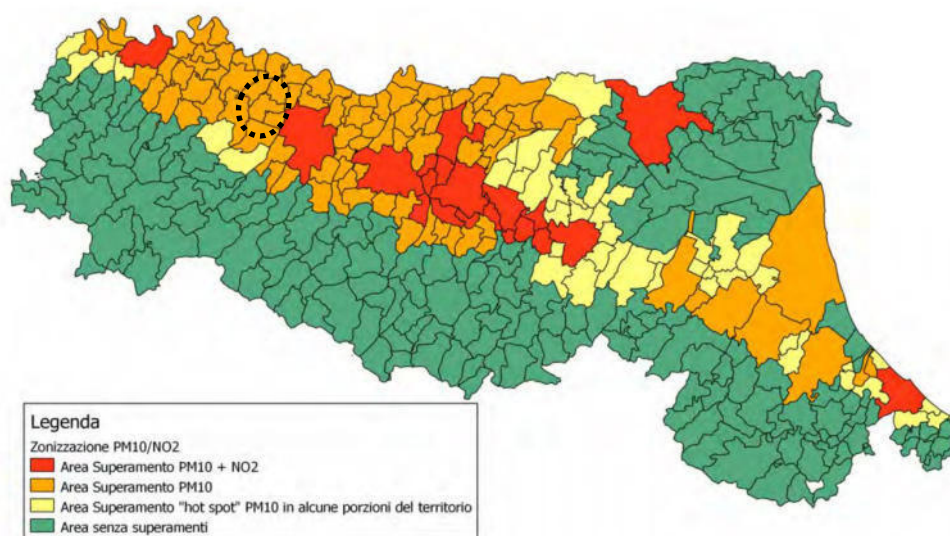 Legenda
Zonizzazione PM10/NO2
Area Superamento PM10 + NO2
Area Superamento PM10
Area Superamento "hot spot" PM10 in alcune porzioni del territorio
Area senza superamenti